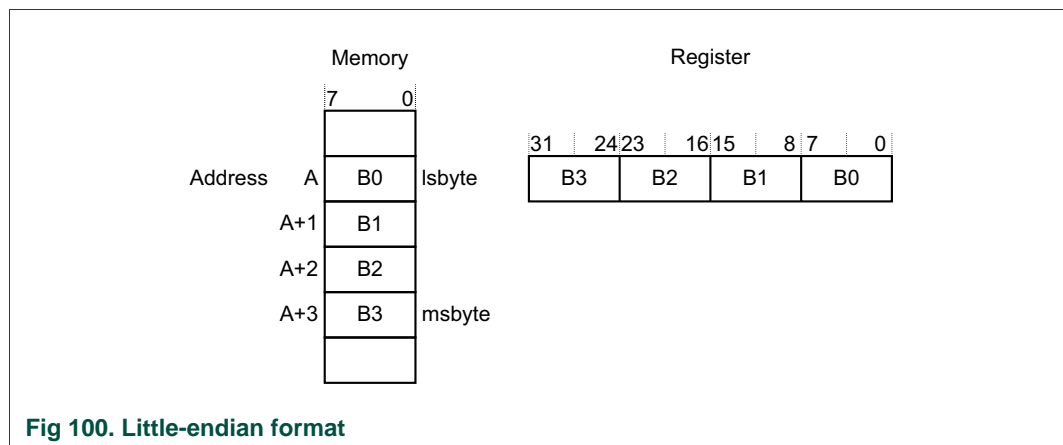 Memory
Register
7 0
31 24 23 16 15 8 7 0
Address A B0 lsbyte
B3 B2 B1 B0
A+1 B1
A+2 B2
A+3 B3 msbyte
Fig 100. Little-endian format